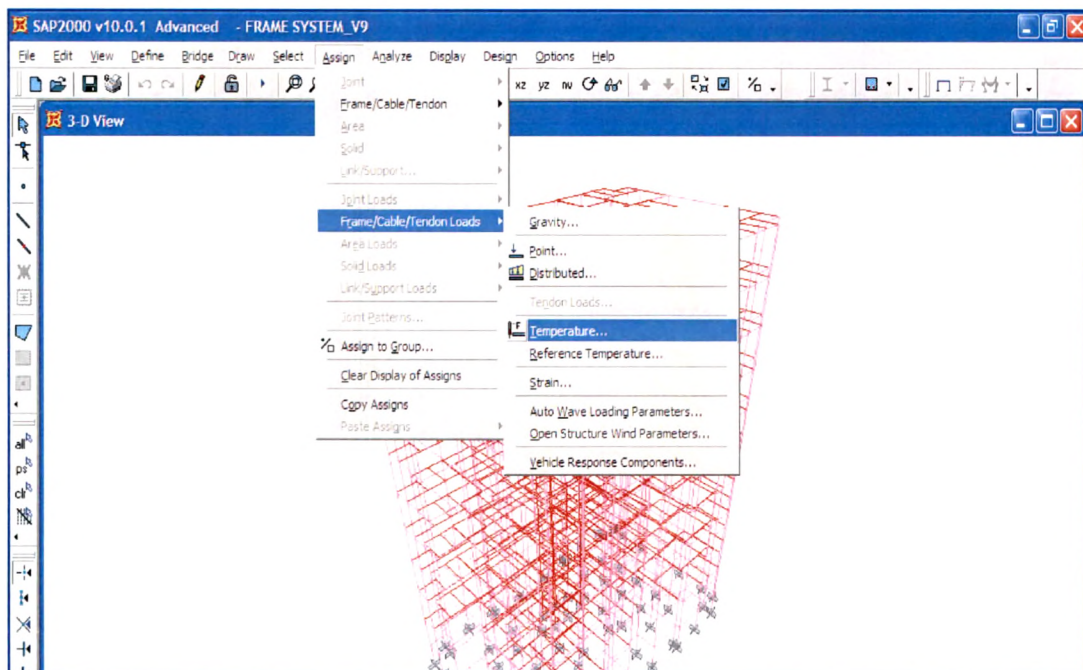 SAP2000 v10.0.1 Advanced - FRAME SYSTEM_V9
File Edit View Define Bridge Draw Select Assign Analyze Display Design Options Help
xz yz nv
3-D View
Joint
Frame/Cable/Tendon
Area
Solid
Link/Support...
Joint Loads
Frame/Cable/Tendon Loads
Area Loads
Solid Loads
Link/Support Loads
Joint Patterns...
Assign to Group...
Clear Display of Assigns
Copy Assigns
Paste Assigns
Gravity...
Point...
Distributed...
Tendon Loads...
Temperature...
Reference Temperature...
Strain...
Auto Wave Loading Parameters...
Open Structure Wind Parameters...
Vehicle Response Components...
all
ps
clr